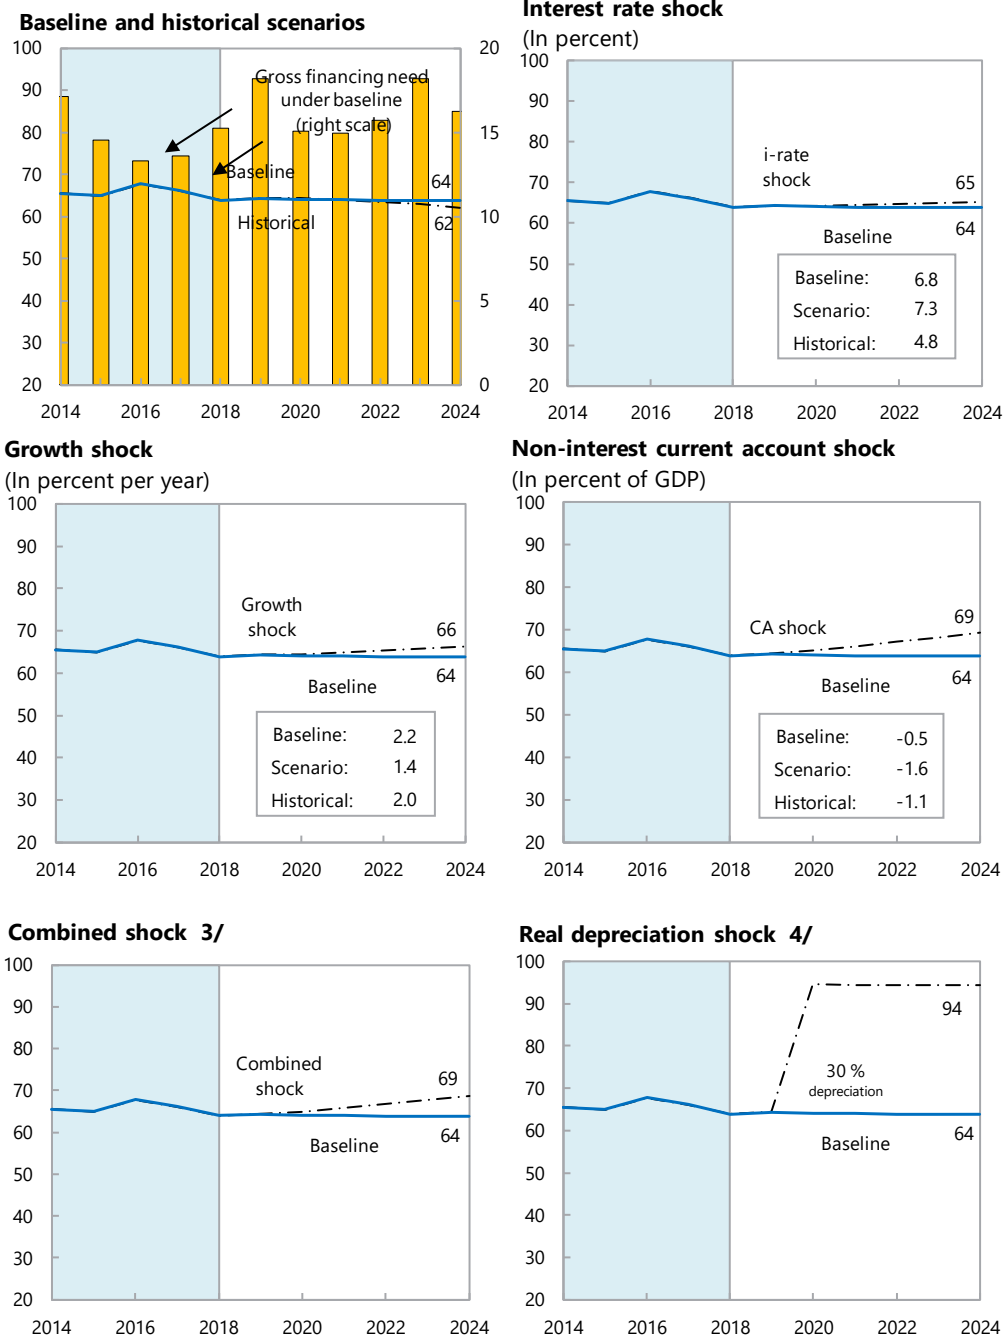 Baseline and historical scenarios
100
90
80
70
60
50
40
30
20
20
15
10
5
0
Gross financing need
under baseline
(right scale)
Baseline
Historical
64
62
2014 2016 2018 2020 2022 2024
Interest rate shock
(In percent)
100
90
80
70
60
50
40
30
20
i-rate
shock
65
64
Baseline
Baseline: 6.8
Scenario: 7.3
Historical: 4.8
2014 2016 2018 2020 2022 2024
Growth shock
(In percent per year)
100
90
80
70
60
50
40
30
20
Growth
shock
66
64
Baseline
Baseline: 2.2
Scenario: 1.4
Historical: 2.0
2014 2016 2018 2020 2022 2024
Non-interest current account shock
(In percent of GDP)
100
90
80
70
60
50
40
30
20
CA shock
69
64
Baseline
Baseline: -0.5
Scenario: -1.6
Historical: -1.1
2014 2016 2018 2020 2022 2024
Combined shock 3/
100
90
80
70
60
50
40
30
20
Combined
shock
69
64
Baseline
2014 2016 2018 2020 2022 2024
Real depreciation shock 4/
100
90
80
70
60
50
40
30
20
94
30 %
depreciation
64
Baseline
2014 2016 2018 2020 2022 2024